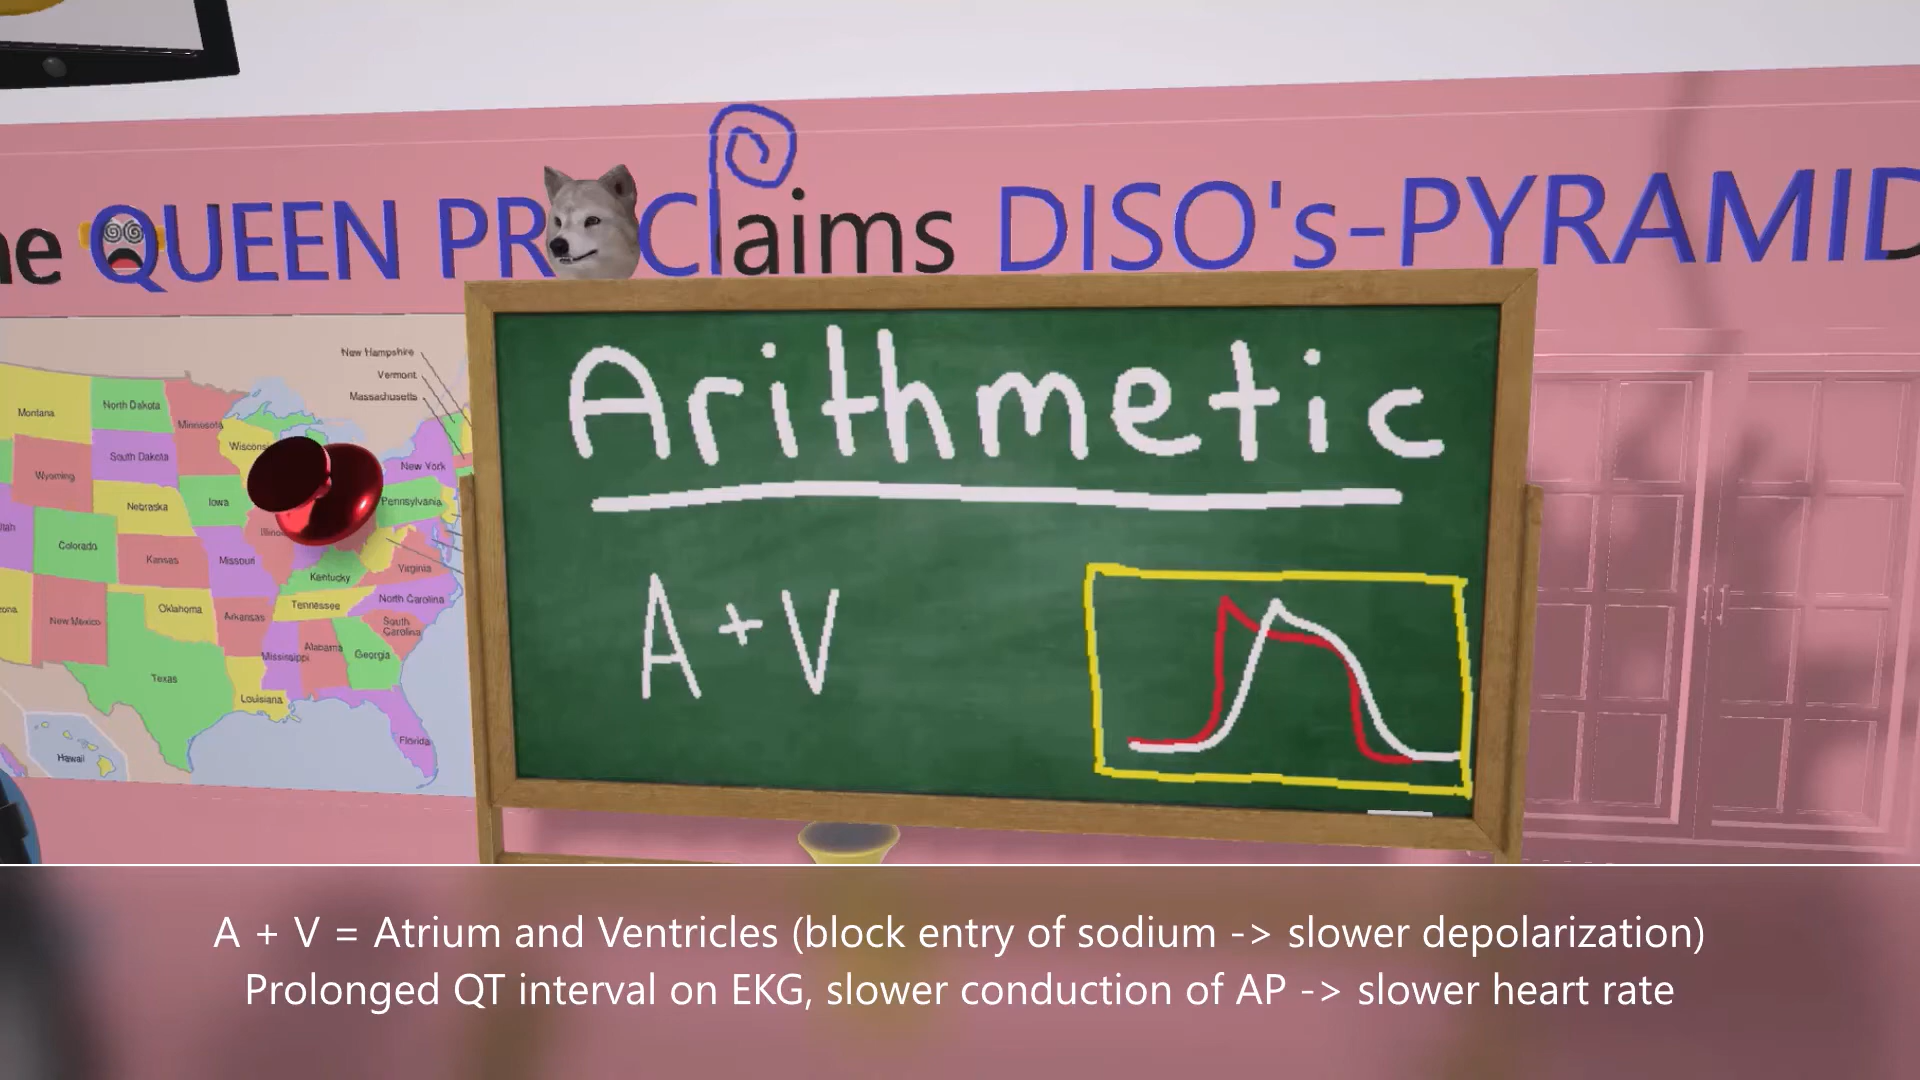 he QUEEN PROClaims DISO's-PYRAMID
New Hampshire
Vermont
Massachusetts
Montana
North Dakota
Minnesota
Wisconsin
South Dakota
New York
Wyoming
Iowa
Pennsylvania
Nebraska
Illinois
Utah
Colorado
Kansas
Missouri
Virginia
Kentucky
North Carolina
Tennessee
Oklahoma
New Mexico
Arkansas
South
Carolina
Alabama
Mississippi
Georgia
Texas
Louisiana
Florida
Hawaii
Arithmetic
A + V
A + V = Atrium and Ventricles (block entry of sodium -> slower depolarization)
Prolonged QT interval on EKG, slower conduction of AP -> slower heart rate